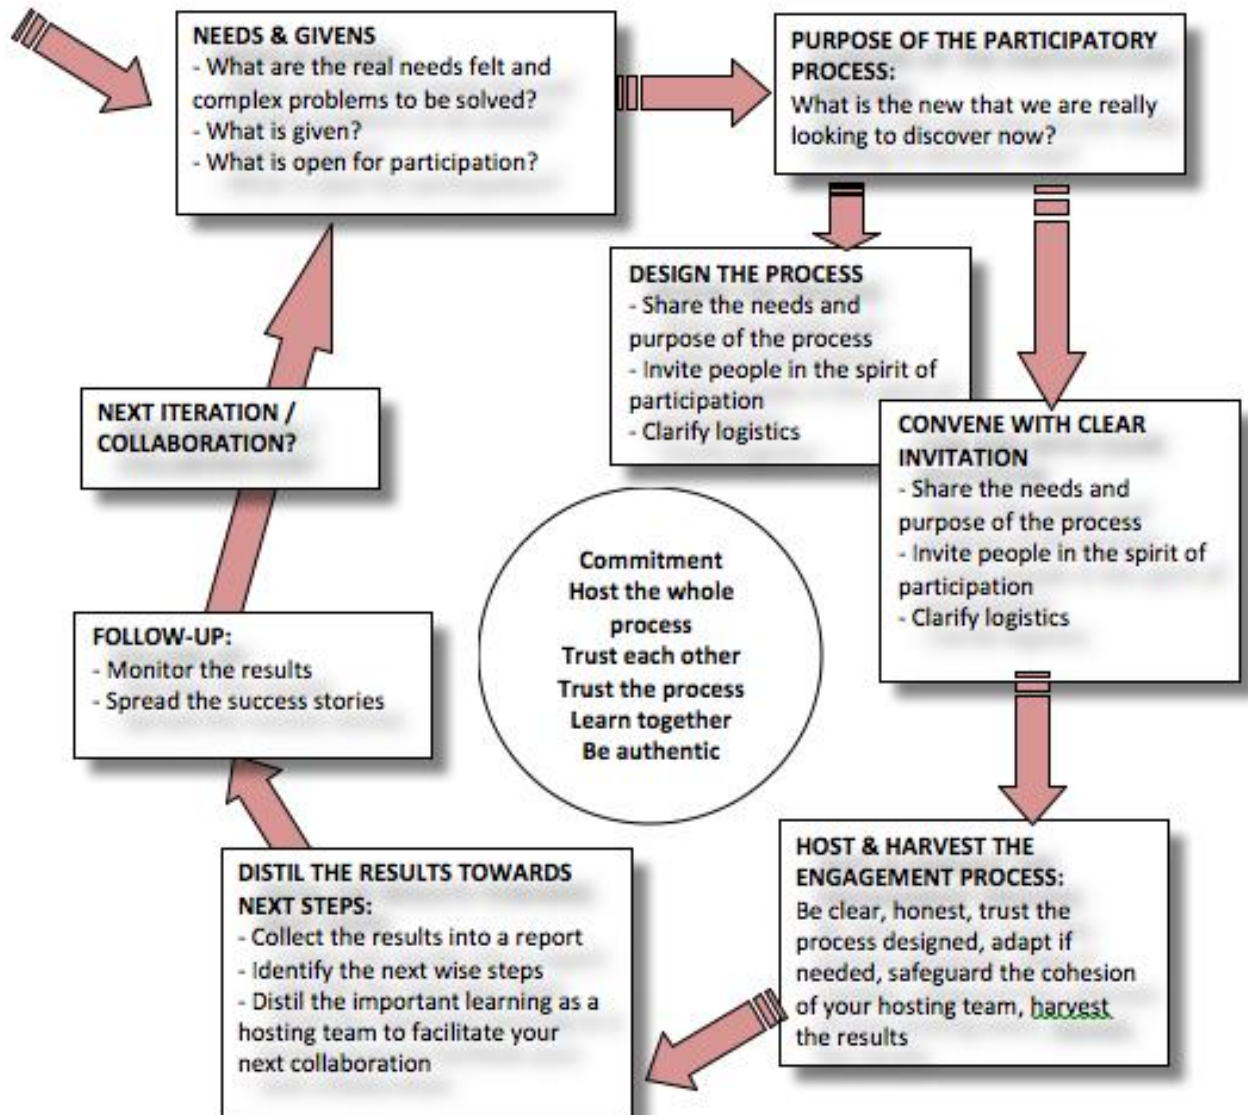 NEEDS & GIVENS
- What are the real needs felt and
complex problems to be solved?
- What is given?
- What is open for participation?
PURPOSE OF THE PARTICIPATORY
PROCESS:
What is the new that we are really
looking to discover now?
DESIGN THE PROCESS
- Share the needs and
purpose of the process
- Invite people in the spirit of
participation
- Clarify logistics
CONVENE WITH CLEAR
INVITATION
- Share the needs and
purpose of the process
- Invite people in the spirit of
participation
- Clarify logistics
HOST & HARVEST THE
ENGAGEMENT PROCESS:
Be clear, honest, trust the
process designed, adapt if
needed, safeguard the cohesion
of your hosting team, harvest
the results
DISTIL THE RESULTS TOWARDS
NEXT STEPS:
- Collect the results into a report
- Identify the next wise steps
- Distil the important learning as a
hosting team to facilitate your
next collaboration
FOLLOW-UP:
- Monitor the results
- Spread the success stories
NEXT ITERATION /
COLLABORATION?
Commitment
Host the whole
process
Trust each other
Trust the process
Learn together
Be authentic